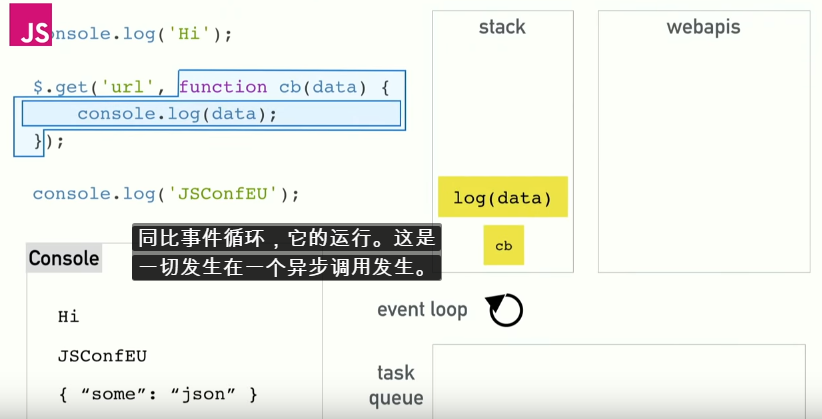 JS
console.log('Hi');
$.get('url', function cb(data) {
console.log(data);
});
console.log('JSConfEU');
stack
webapis
log(data)
cb
同比事件循环，它的运行。这是
一切发生在一个异步调用发生。
Console
Hi
JSConfEU
{ “some”: “json” }
event loop
task
queue